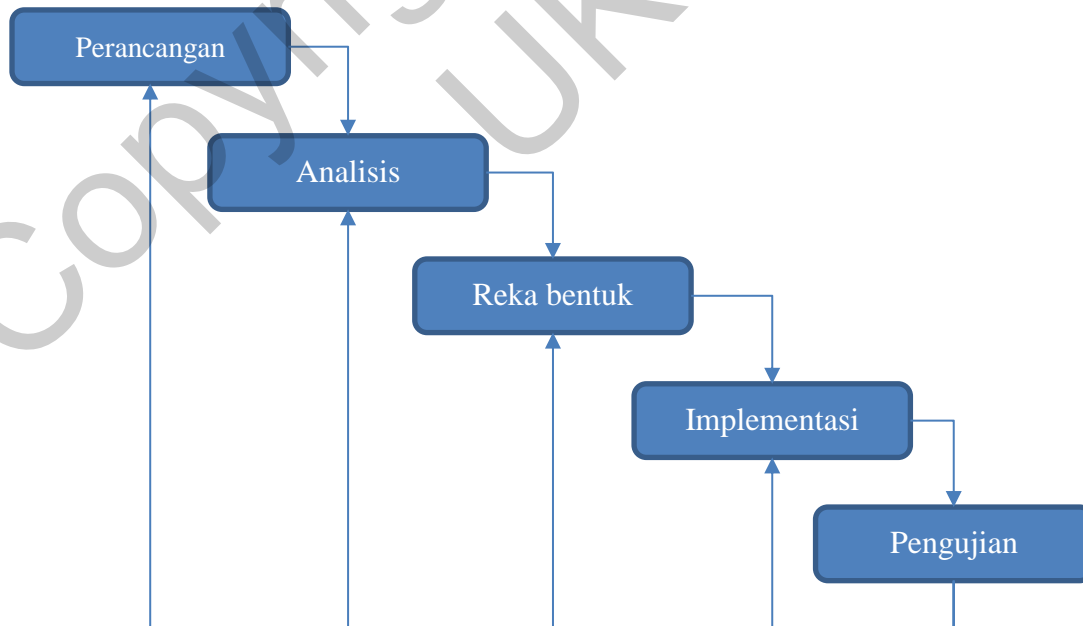 Perancangan
Analisis
Reka bentuk
Implementasi
Pengujian